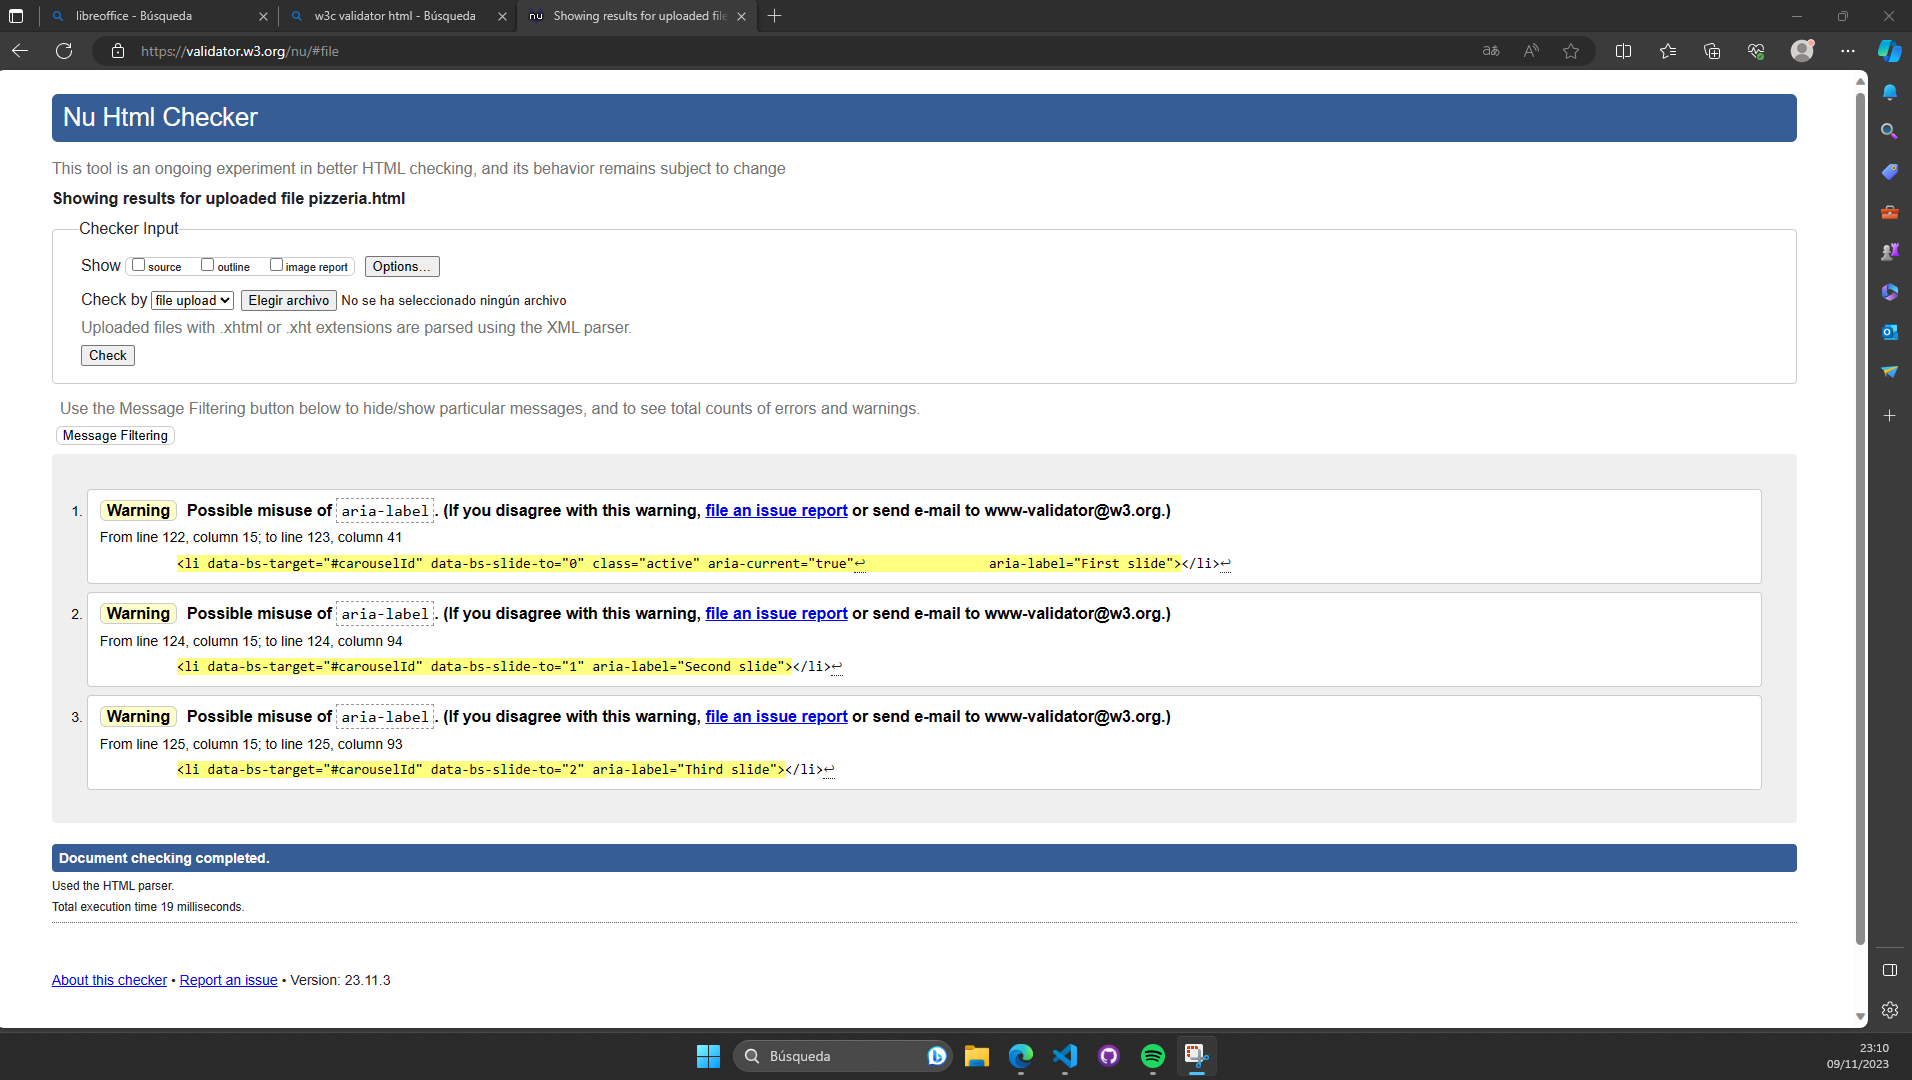 libreoffice - Búsqueda
w3c validator html - Búsqueda
nu Showing results for uploaded file
https://validator.w3.org/nu/#file
Nu Html Checker
This tool is an ongoing experiment in better HTML checking, and its behavior remains subject to change
Showing results for uploaded file pizzeria.html
Checker Input
Show source outline image report Options...
Check by file upload Elegir archivo No se ha seleccionado ningún archivo
Uploaded files with .xhtml or .xht extensions are parsed using the XML parser.
Check
Use the Message Filtering button below to hide/show particular messages, and to see total counts of errors and warnings.
Message Filtering
1. Warning Possible misuse of aria-label. (If you disagree with this warning, file an issue report or send e-mail to www-validator@w3.org.)
From line 122, column 15; to line 123, column 41
<li data-bs-target="#carouselId" data-bs-slide-to="0" class="active" aria-current="true"↩ aria-label="First slide"></li>↩
2. Warning Possible misuse of aria-label. (If you disagree with this warning, file an issue report or send e-mail to www-validator@w3.org.)
From line 124, column 15; to line 124, column 94
<li data-bs-target="#carouselId" data-bs-slide-to="1" aria-label="Second slide"></li>↩
3. Warning Possible misuse of aria-label. (If you disagree with this warning, file an issue report or send e-mail to www-validator@w3.org.)
From line 125, column 15; to line 125, column 93
<li data-bs-target="#carouselId" data-bs-slide-to="2" aria-label="Third slide"></li>↩
Document checking completed.
Used the HTML parser.
Total execution time 19 milliseconds.
About this checker • Report an issue • Version: 23.11.3
Búsqueda
23:10
09/11/2023